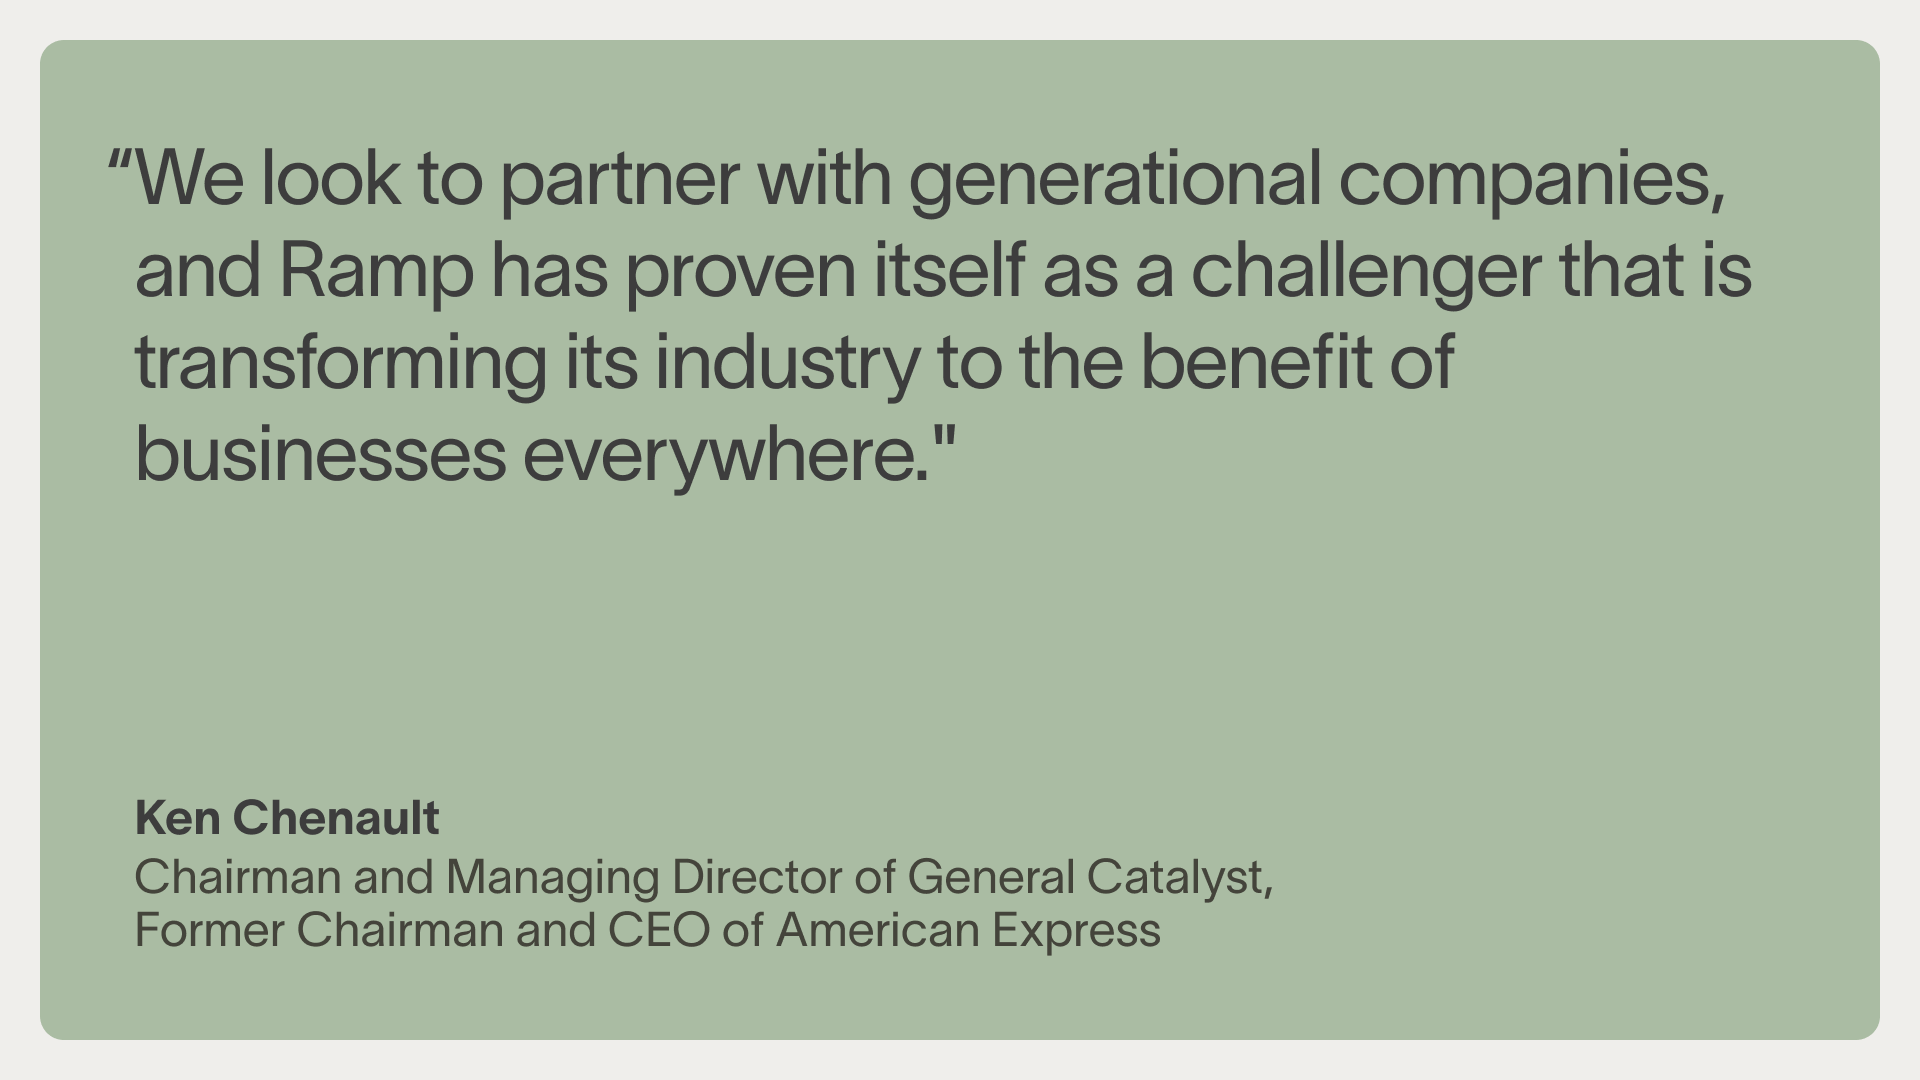 “We look to partner with generational companies,
and Ramp has proven itself as a challenger that is
transforming its industry to the benefit of
businesses everywhere."
Ken Chenault
Chairman and Managing Director of General Catalyst,
Former Chairman and CEO of American Express